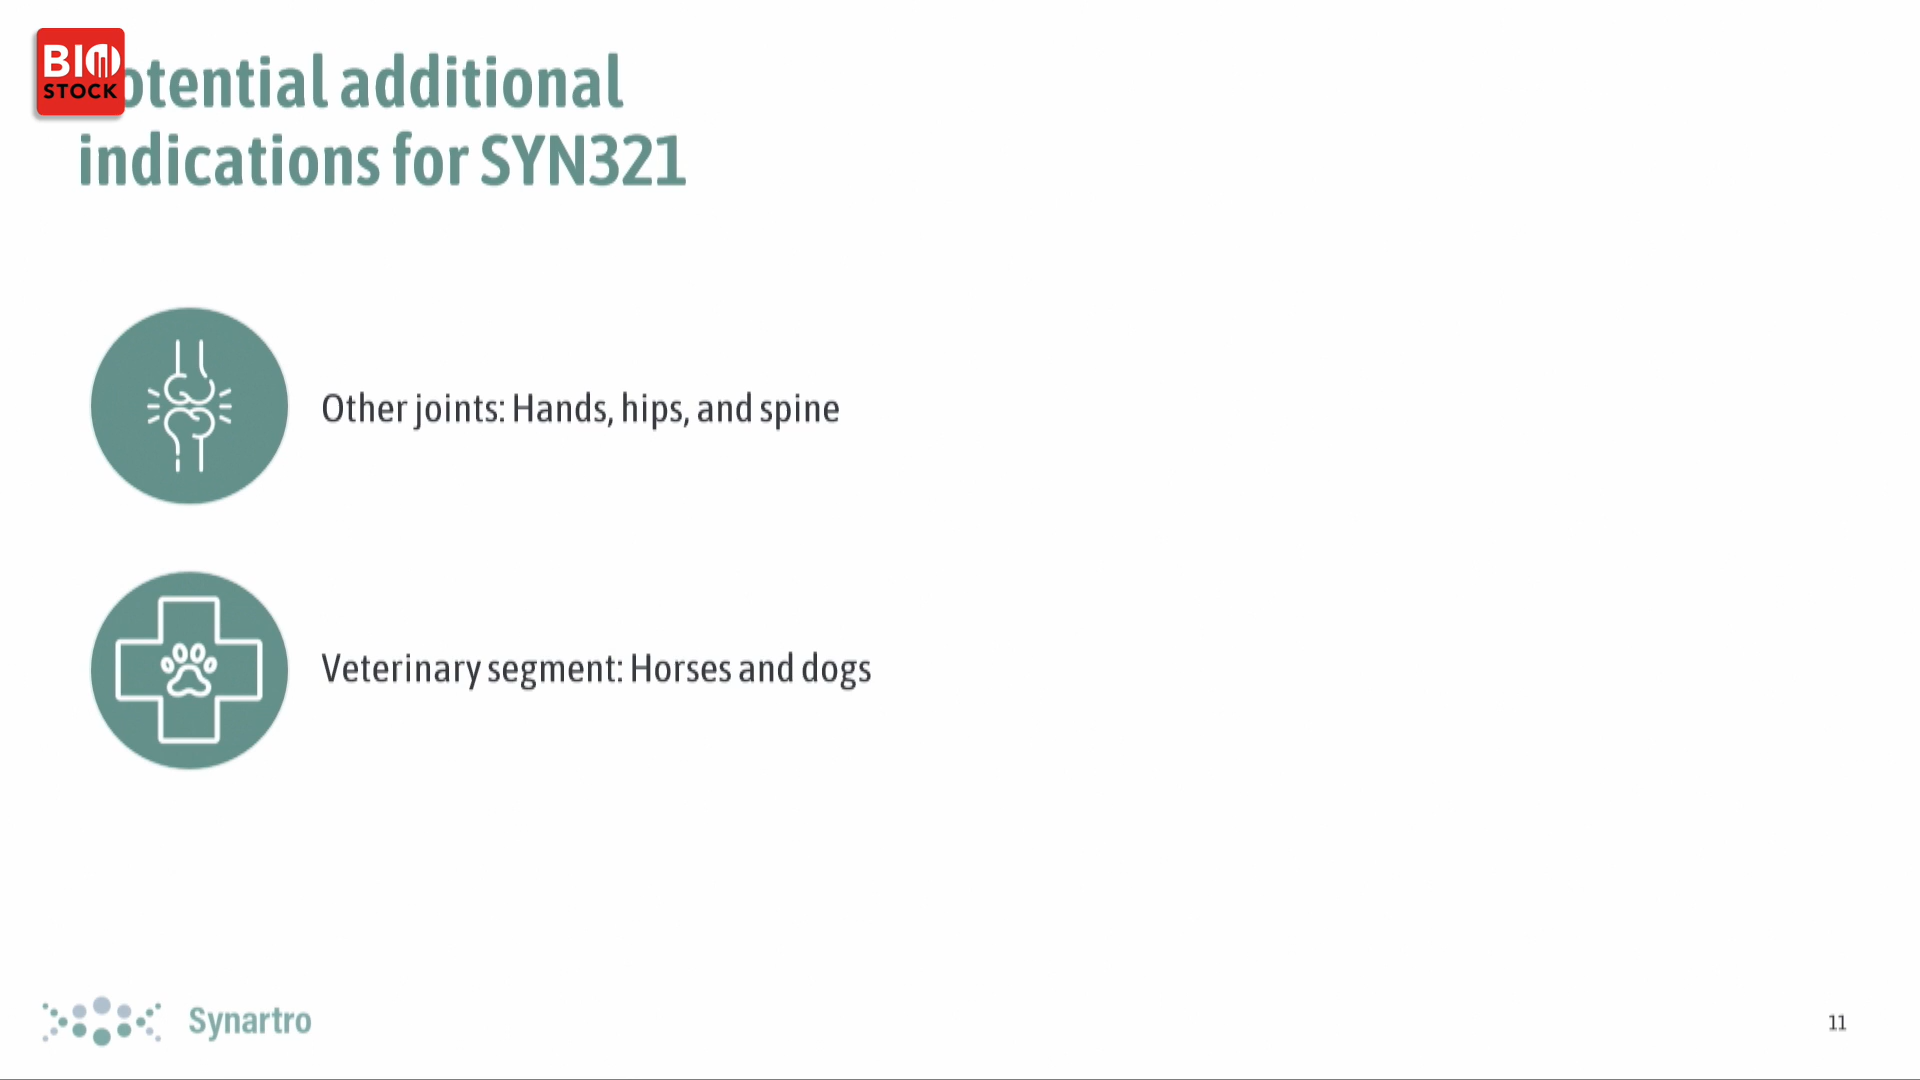 BIO
STOCK
otential additional
indications for SYN321
Other joints: Hands, hips, and spine
Veterinary segment: Horses and dogs
Synartro
11